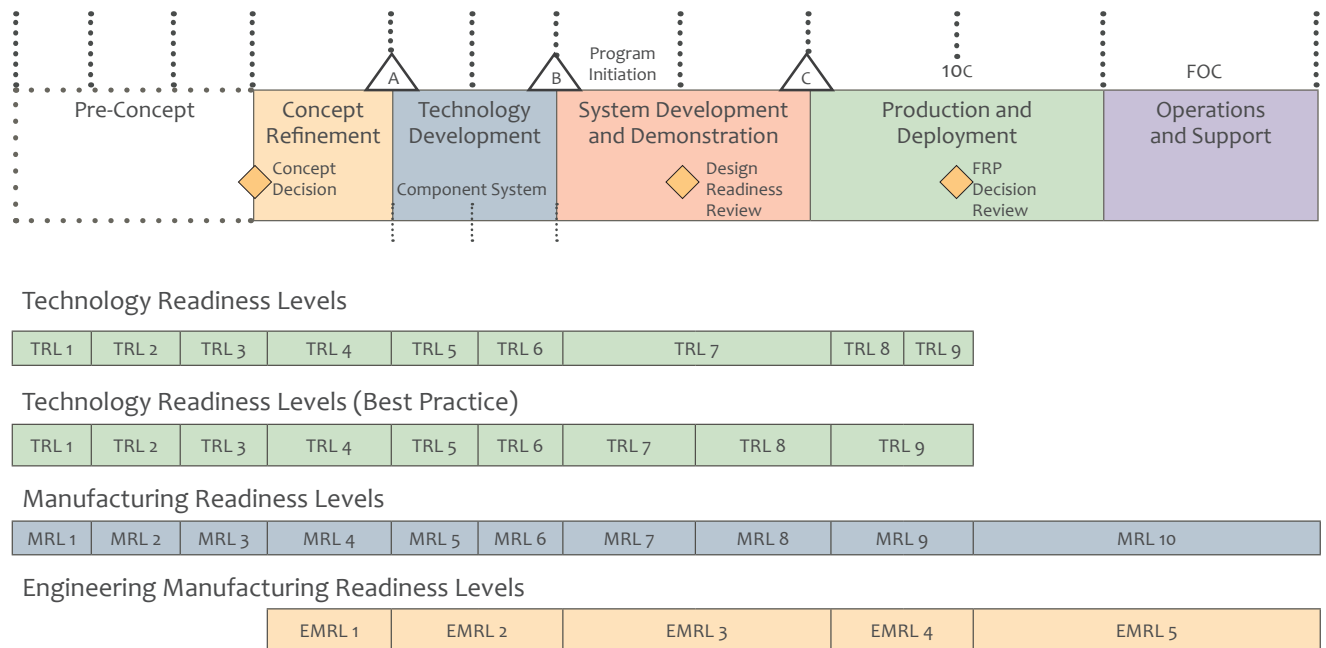 Program
Initiation
A
B
C
10C
FOC
Pre-Concept
Concept
Refinement
Technology
Development
System Development
and Demonstration
Production and
Deployment
Operations
and Support
Concept
Decision
Component System
Design
Readiness
Review
FRP
Decision
Review
Technology Readiness Levels
TRL 1 TRL 2 TRL 3 TRL 4 TRL 5 TRL 6 TRL 7 TRL 8 TRL 9
Technology Readiness Levels (Best Practice)
TRL 1 TRL 2 TRL 3 TRL 4 TRL 5 TRL 6 TRL 7 TRL 8 TRL 9
Manufacturing Readiness Levels
MRL 1 MRL 2 MRL 3 MRL 4 MRL 5 MRL 6 MRL 7 MRL 8 MRL 9 MRL 10
Engineering Manufacturing Readiness Levels
EMRL 1 EMRL 2 EMRL 3 EMRL 4 EMRL 5